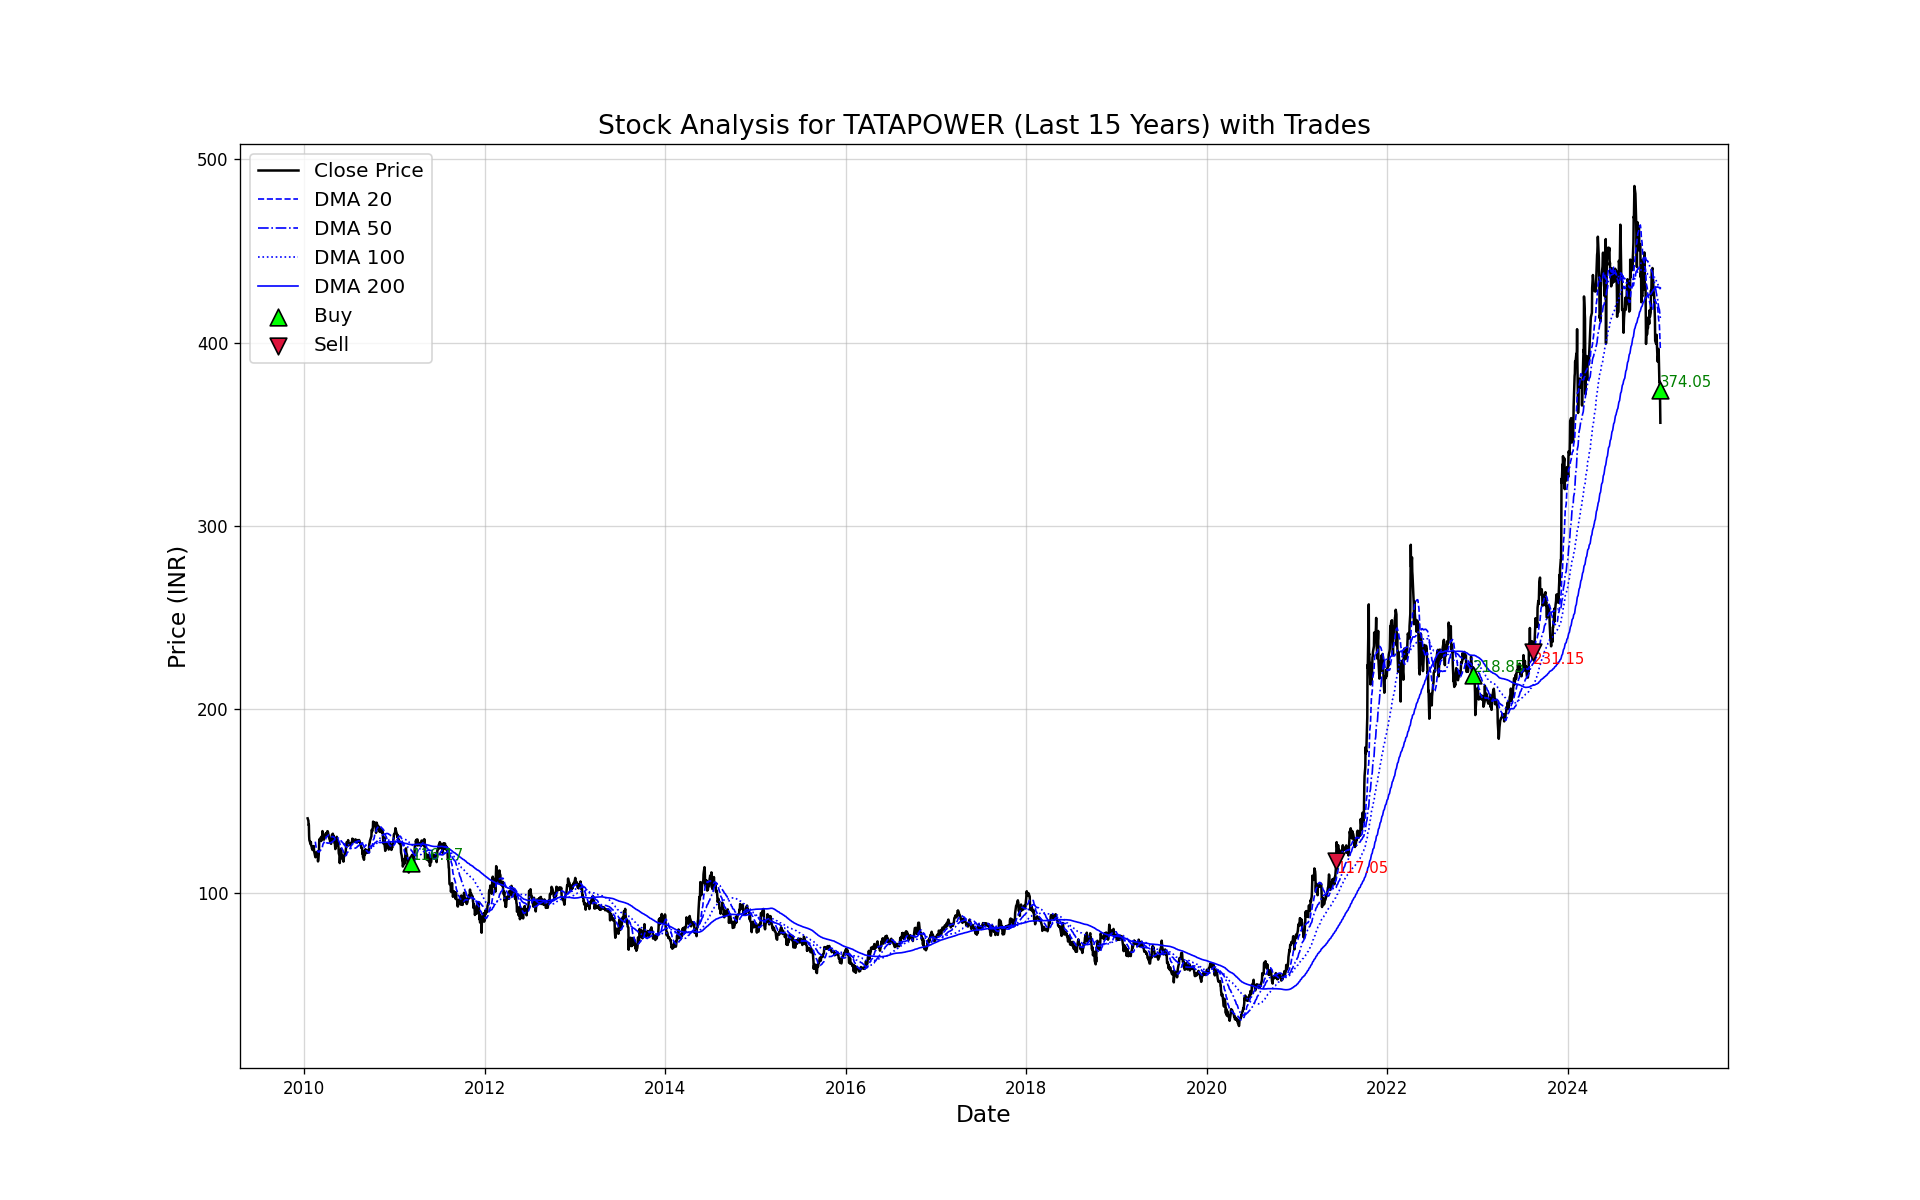 Stock Analysis for TATAPOWER (Last 15 Years) with Trades
Close Price
DMA 20
DMA 50
DMA 100
DMA 200
Buy
Sell
Price (INR)
500
400
300
200
100
374.05
218.85
231.15
117.05
2010
2012
2014
2016
2018
2020
2022
2024
Date